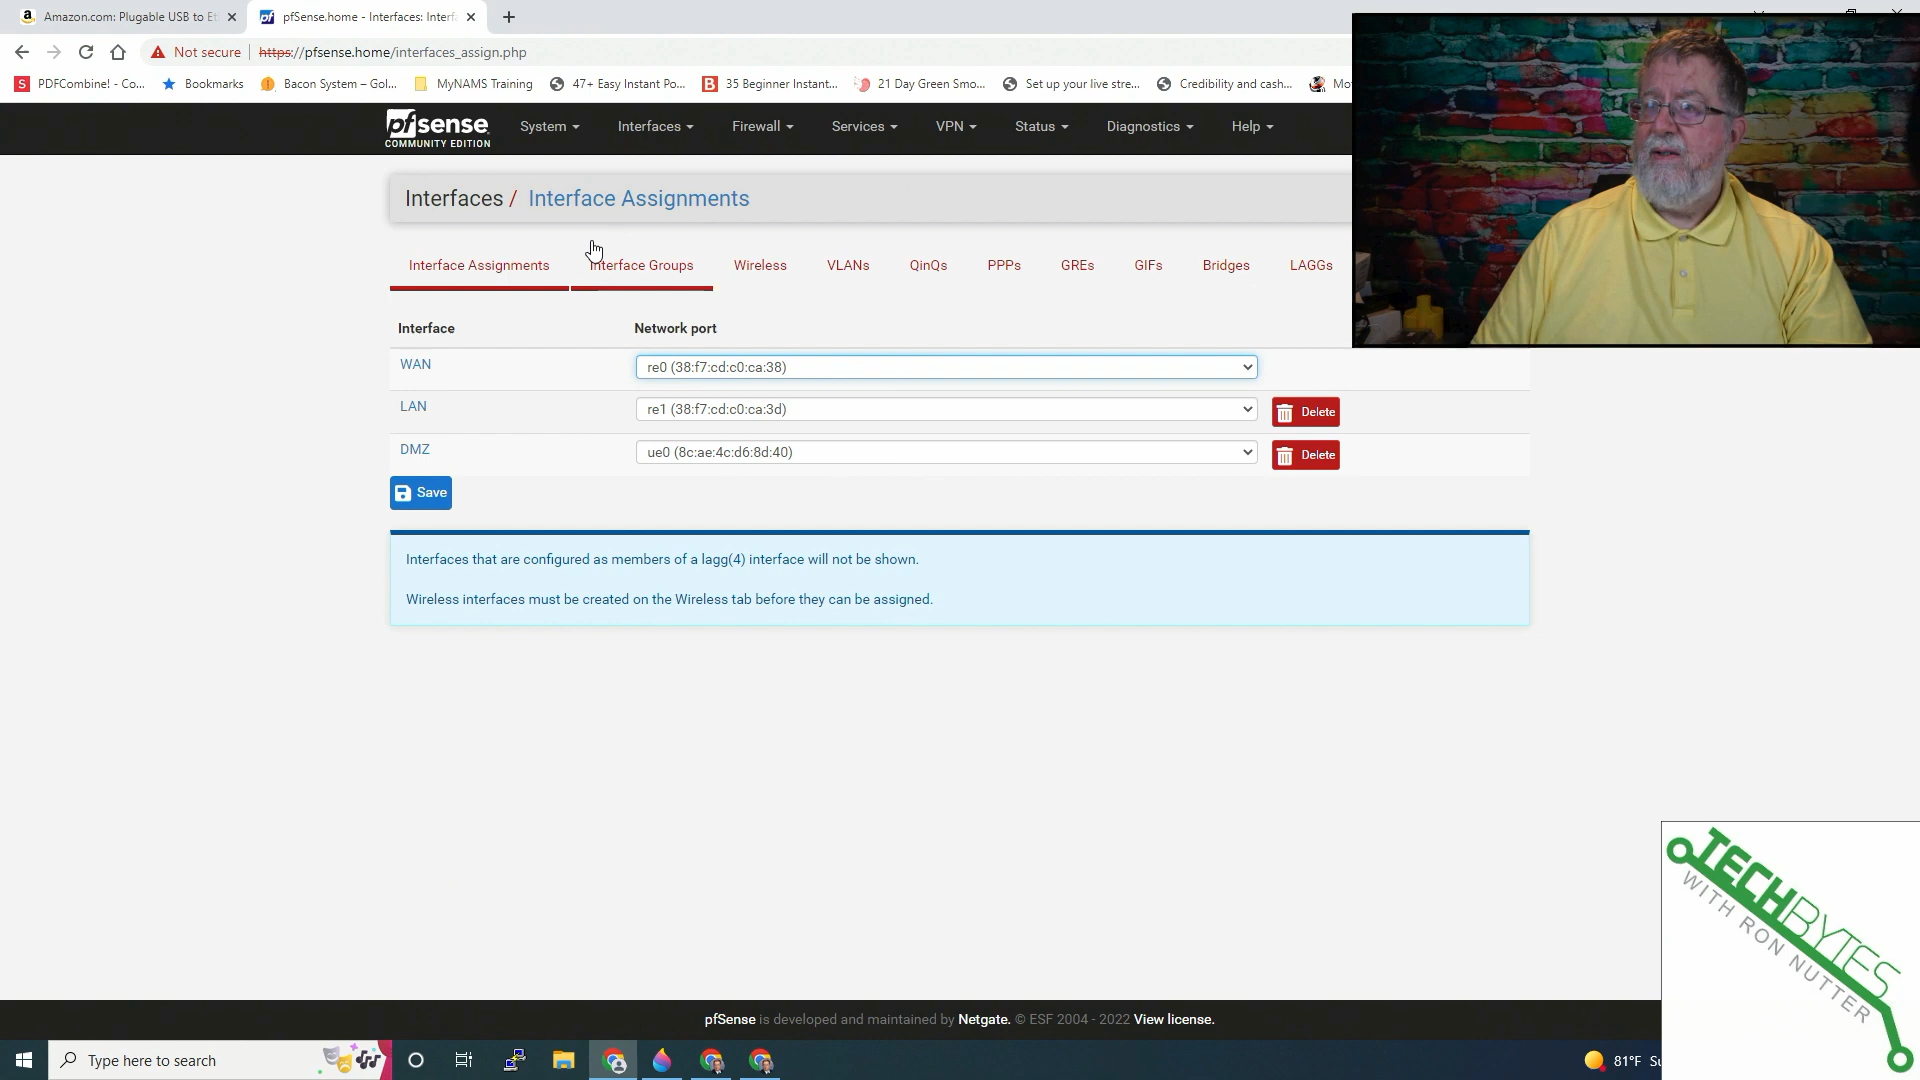 Amazon.com: Plugable USB to Et
pfSense.home - Interfaces: Interfa
Not secure
https://pfsense.home/interfaces_assign.php
PDFCombine! - Co...
Bookmarks
Bacon System – Gol...
MyNAMS Training
47+ Easy Instant Po...
35 Beginner Instant...
21 Day Green Smo...
Set up your live stre...
Credibility and cash...
Mo
pfsense
COMMUNITY EDITION
System
Interfaces
Firewall
Services
VPN
Status
Diagnostics
Help
Interfaces / Interface Assignments
Interface Assignments
Interface Groups
Wireless
VLANs
QinQs
PPPs
GREs
GIFs
Bridges
LAGGs
Interface
Network port
WAN
re0 (38:f7:cd:c0:ca:38)
LAN
re1 (38:f7:cd:c0:ca:3d)
Delete
DMZ
ue0 (8c:ae:4c:d6:8d:40)
Delete
Save
Interfaces that are configured as members of a lagg(4) interface will not be shown.
Wireless interfaces must be created on the Wireless tab before they can be assigned.
TECHBYTES
WITH RON NUTTER
pfSense is developed and maintained by Netgate. © ESF 2004 - 2022 View license.
Type here to search
81°F Su